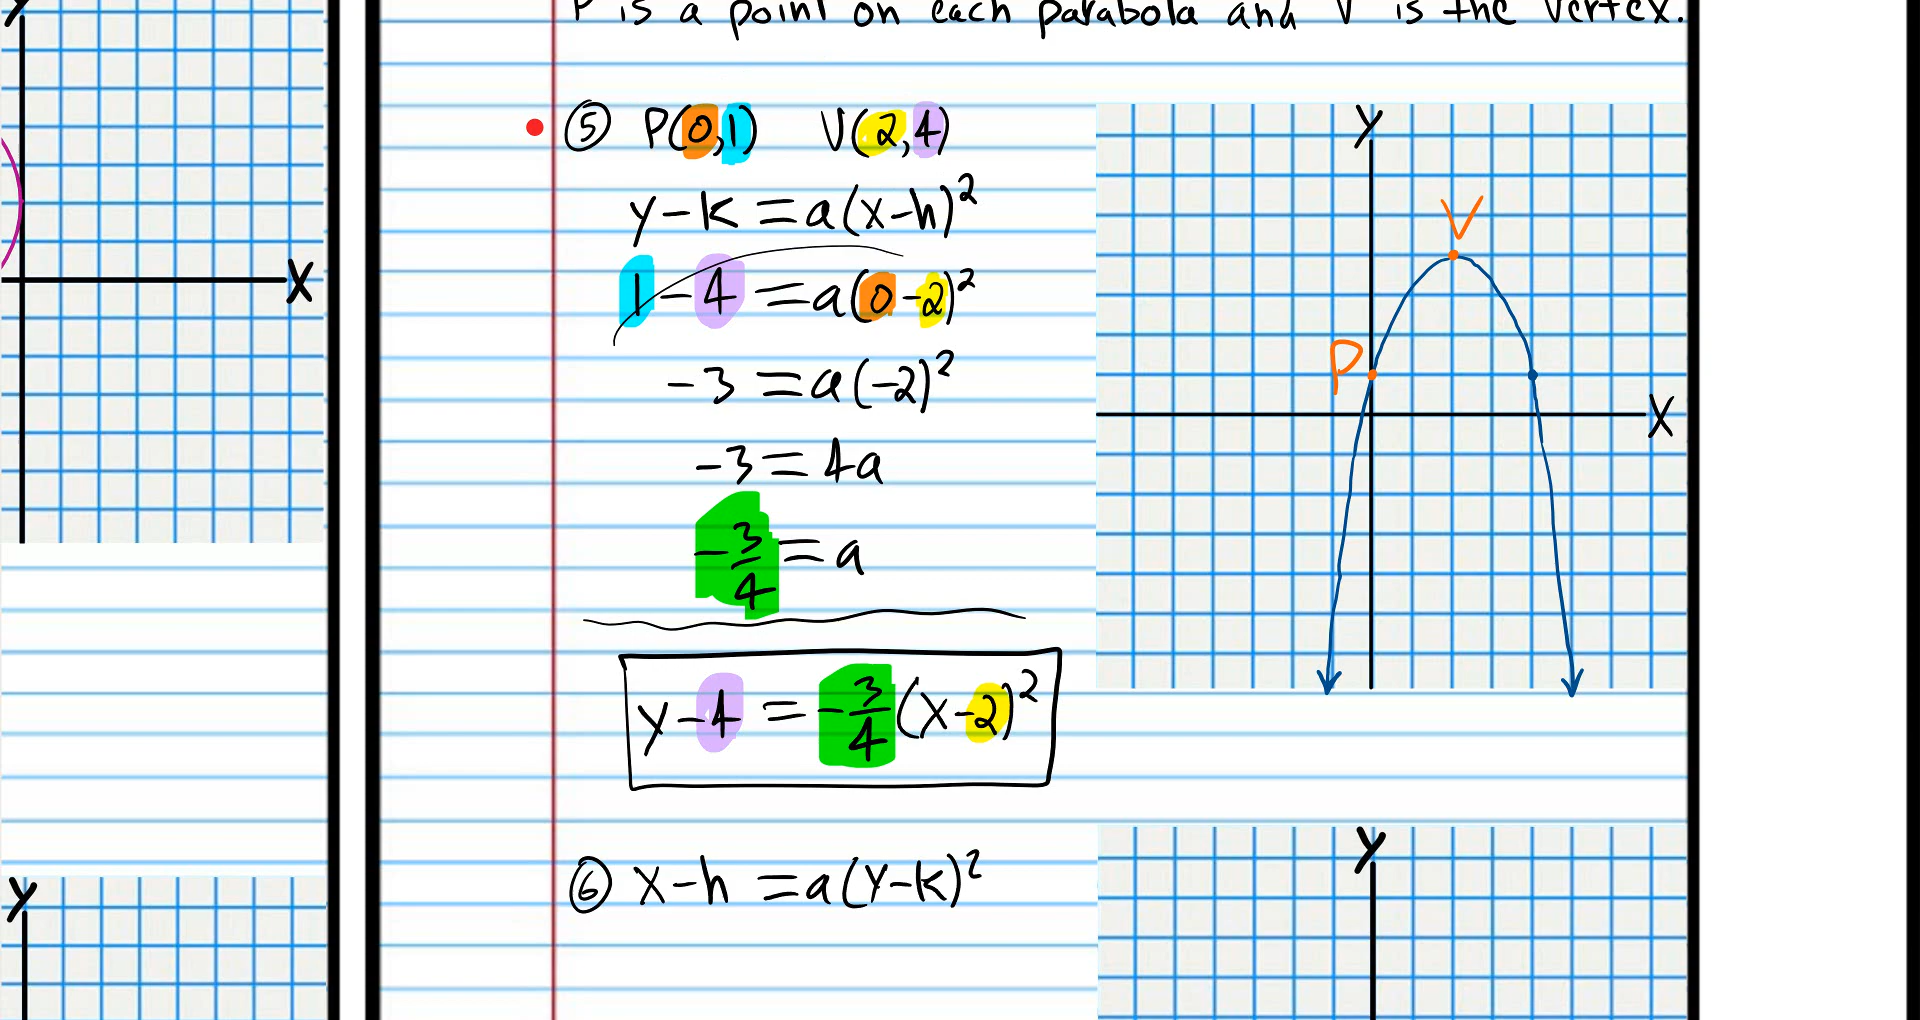 P is a point on each parabola and V is the vertex.
⑤ P(0,1) V(2,4)
y-k=a(x-h)²
1-4=a(0-2)²
-3=a(-2)²
-3=4a
-3/4=a
y-4=-3/4(x-2)²
⑥ x-h=a(y-k)²
y
V
P
x
y
y
x
y